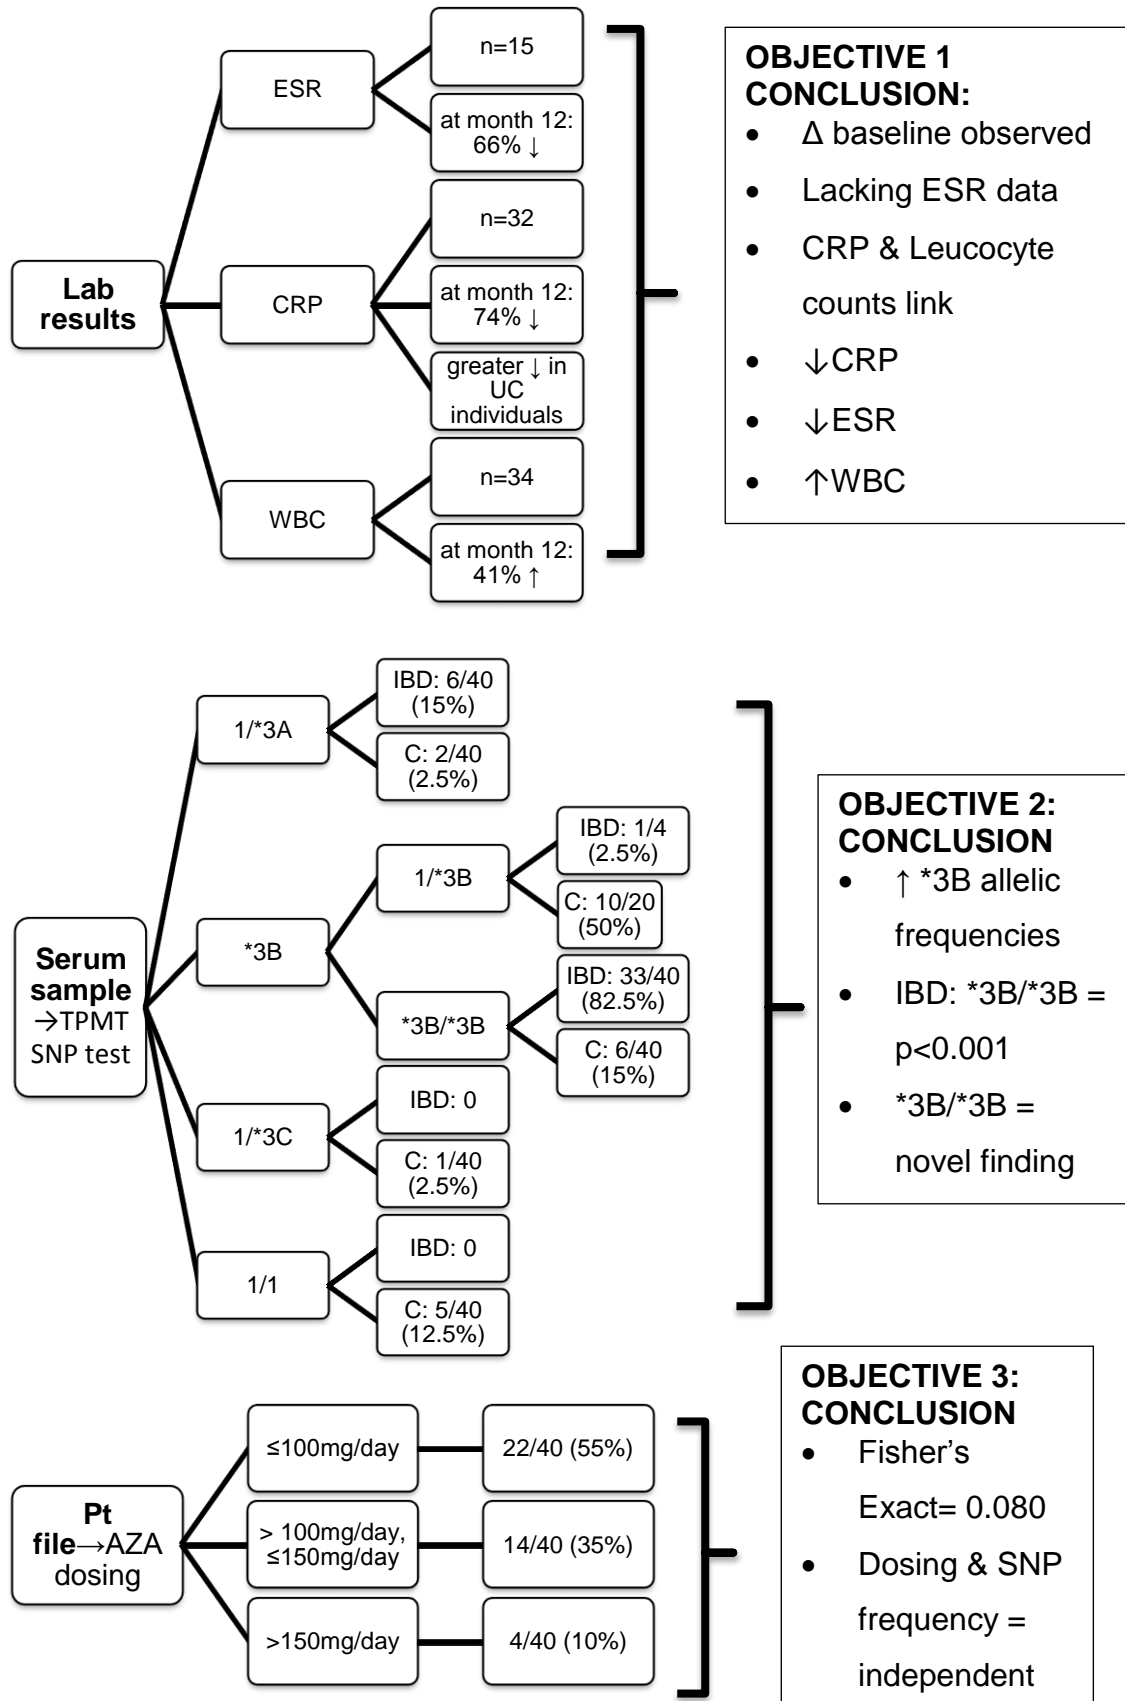 Lab
results
ESR
n=15
at month 12:
66% ↓
CRP
n=32
at month 12:
74% ↓
greater ↓ in
UC
individuals
WBC
n=34
at month 12:
41% ↑
OBJECTIVE 1
CONCLUSION:
• Δ baseline observed
• Lacking ESR data
• CRP & Leucocyte
counts link
• ↓CRP
• ↓ESR
• ↑WBC
Serum
sample
→TPMT
SNP test
1/*3A
IBD: 6/40
(15%)
C: 2/40
(2.5%)
*3B
1/*3B
IBD: 1/4
(2.5%)
C: 10/20
(50%)
*3B/*3B
IBD: 33/40
(82.5%)
C: 6/40
(15%)
1/*3C
IBD: 0
C: 1/40
(2.5%)
1/1
IBD: 0
C: 5/40
(12.5%)
OBJECTIVE 2:
CONCLUSION
• ↑ *3B allelic
frequencies
• IBD: *3B/*3B =
p<0.001
• *3B/*3B =
novel finding
Pt
file→AZA
dosing
≤100mg/day
22/40 (55%)
> 100mg/day,
≤150mg/day
14/40 (35%)
>150mg/day
4/40 (10%)
OBJECTIVE 3:
CONCLUSION
• Fisher's
Exact= 0.080
• Dosing & SNP
frequency =
independent